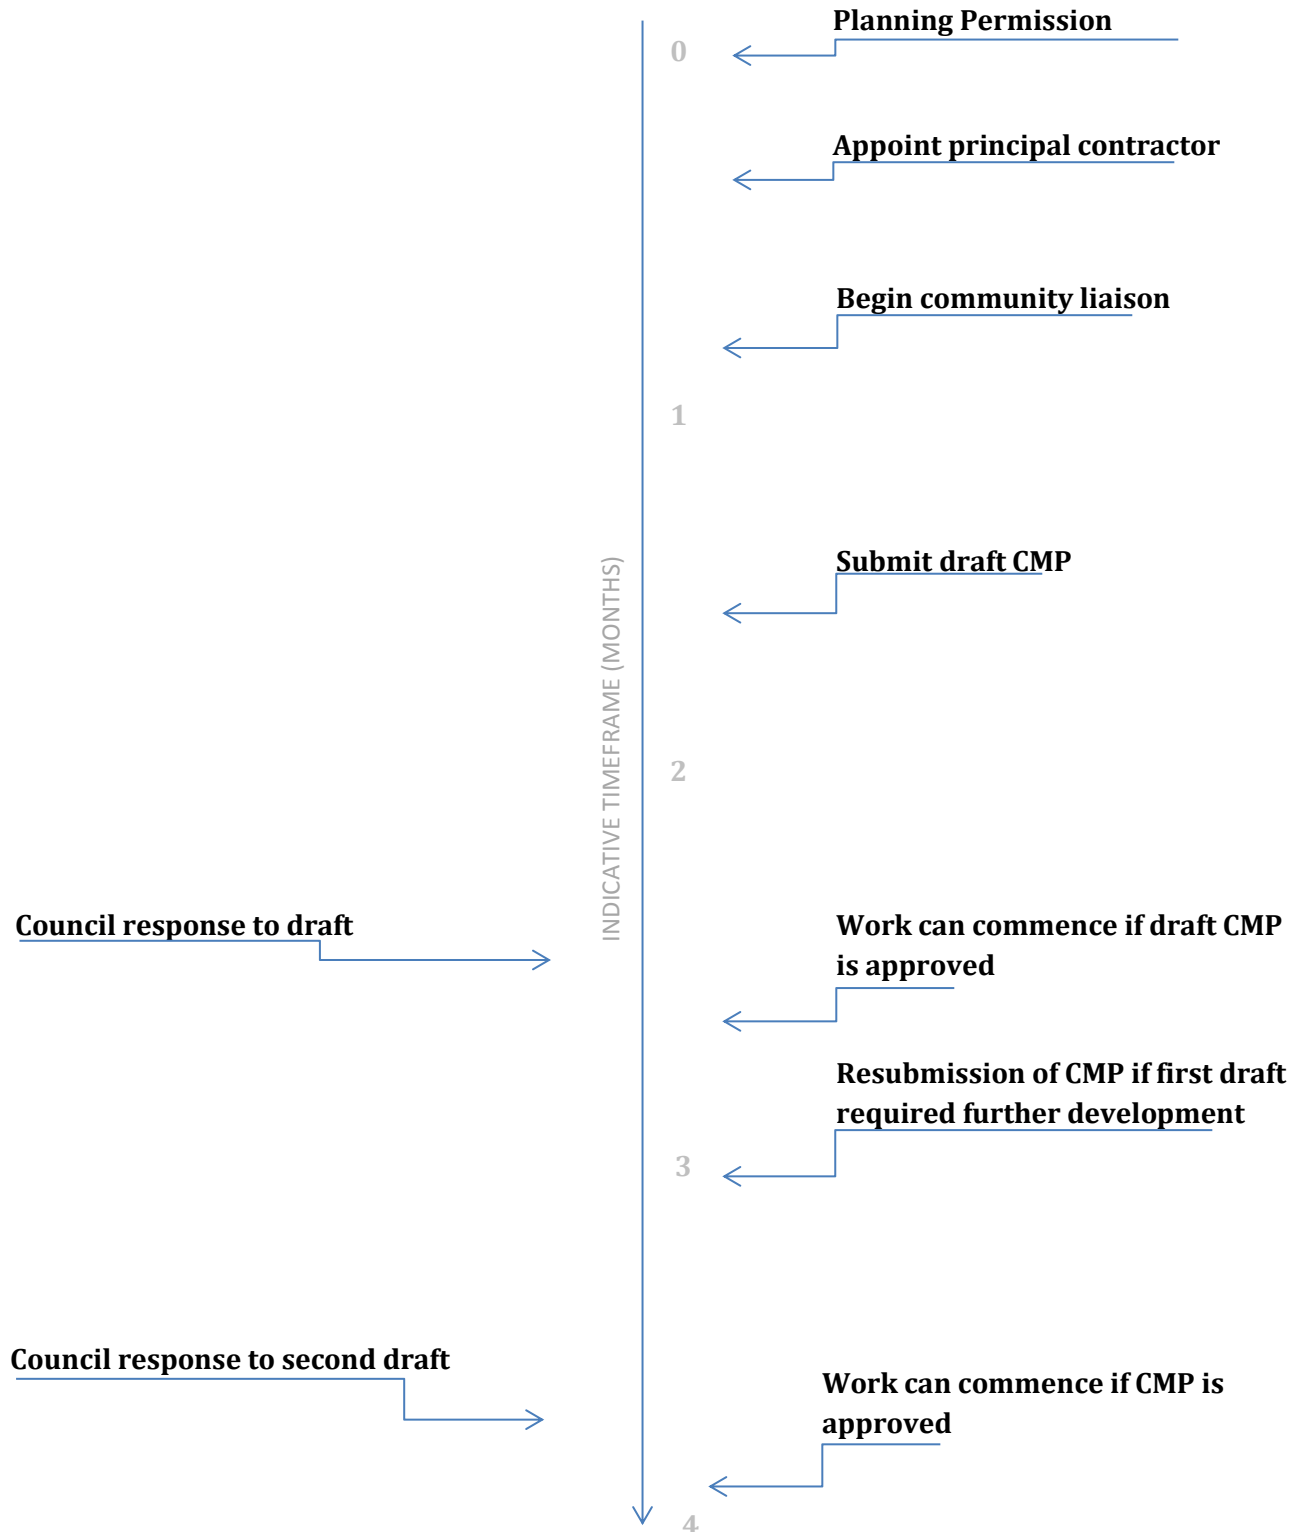 Planning Permission
0
Appoint principal contractor
Begin community liaison
1
Submit draft CMP
INDICATIVE TIMEFRAME (MONTHS)
2
Council response to draft
Work can commence if draft CMP
is approved
Resubmission of CMP if first draft
required further development
3
Council response to second draft
Work can commence if CMP is
approved
4